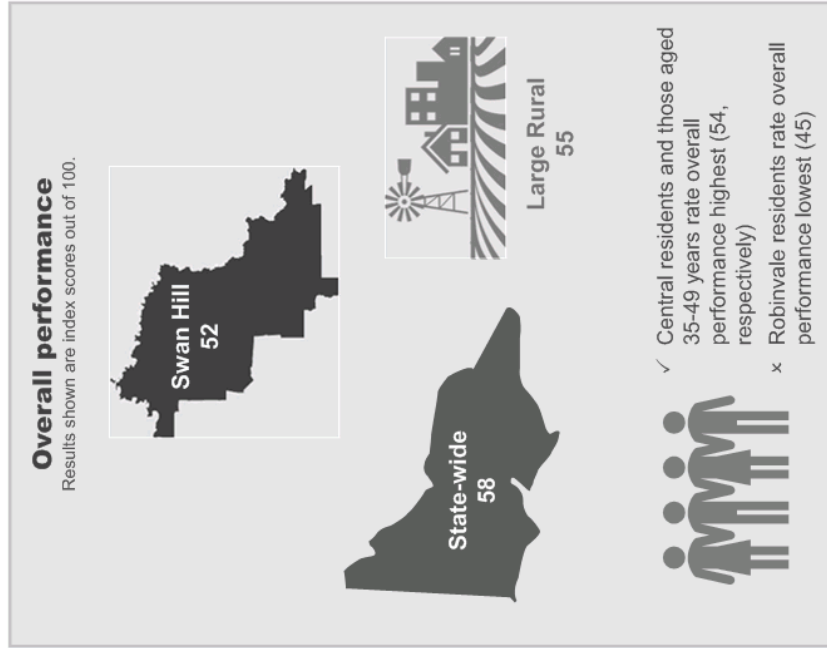 Overall performance
Results shown are index scores out of 100.
Swan Hill
52
State-wide
58
Large Rural
55
✓ Central residents and those aged
35-49 years rate overall
performance highest (54,
respectively)
× Robinvale residents rate overall
performance lowest (45)